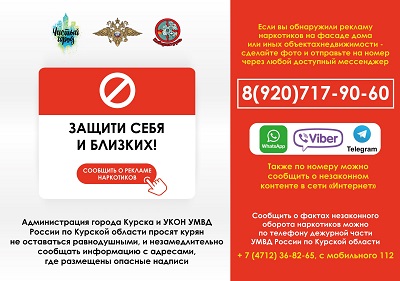 Чистый город
ЗАЩИТИ СЕБЯ
И БЛИЗКИХ!
СООБЩИТЬ О РЕКЛАМЕ
НАРКОТИКОВ
Администрация города Курска и УКОН УМВД
России по Курской области просят курян
не оставаться равнодушными, и незамедлительно
сообщать информацию с адресами,
где размещены опасные надписи
Если вы обнаружили рекламу
наркотиков на фасаде дома
или иных объектахнедвижимости -
сделайте фото и отправьте на номер
через любой доступный мессенджер
8(920)717-90-60
WhatsApp
Viber
Telegram
Также по номеру можно
сообщить о незаконном
контенте в сети «Интернет»
Сообщить о фактах незаконного
оборота наркотиков можно
по телефону дежурной части
УМВД России по Курской области
+ 7 (4712) 36-82-65, с мобильного 112